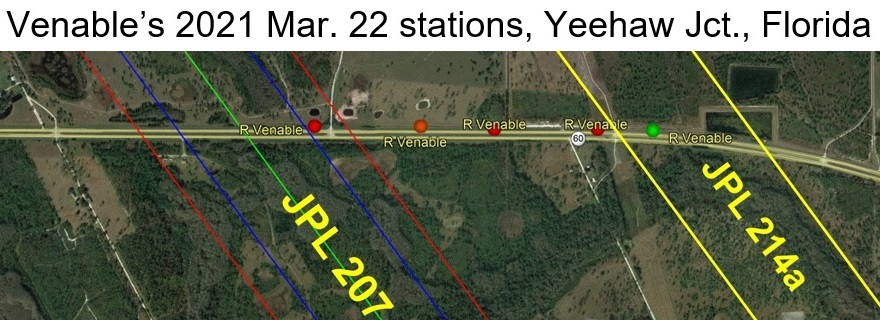 Venable's 2021 Mar. 22 stations, Yeehaw Jct., Florida
R Venable
R Venable
R Venable
R Venable
R Venable
60
JPL 207
JPL 214a